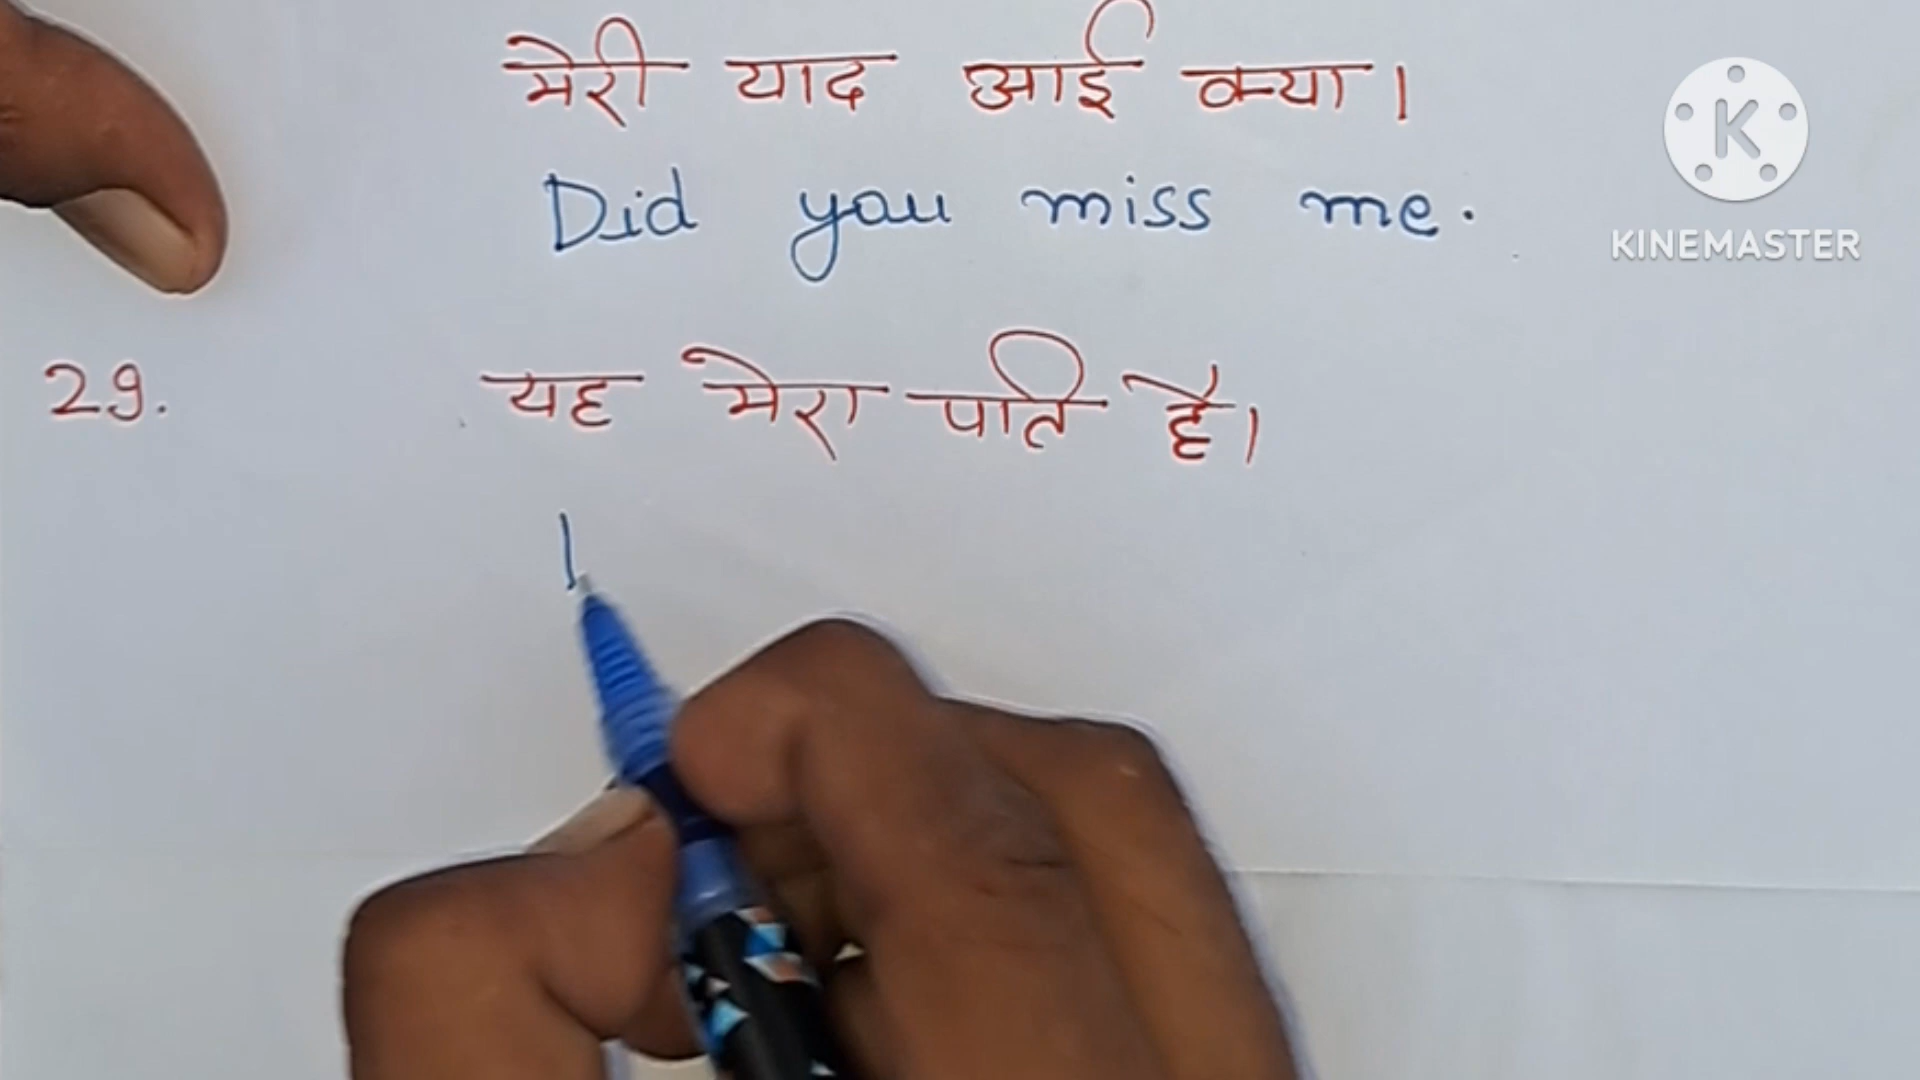 मेरी याद आई क्या।
Did you miss me.
29. यह मेरा पति है।
K
KINEMASTER